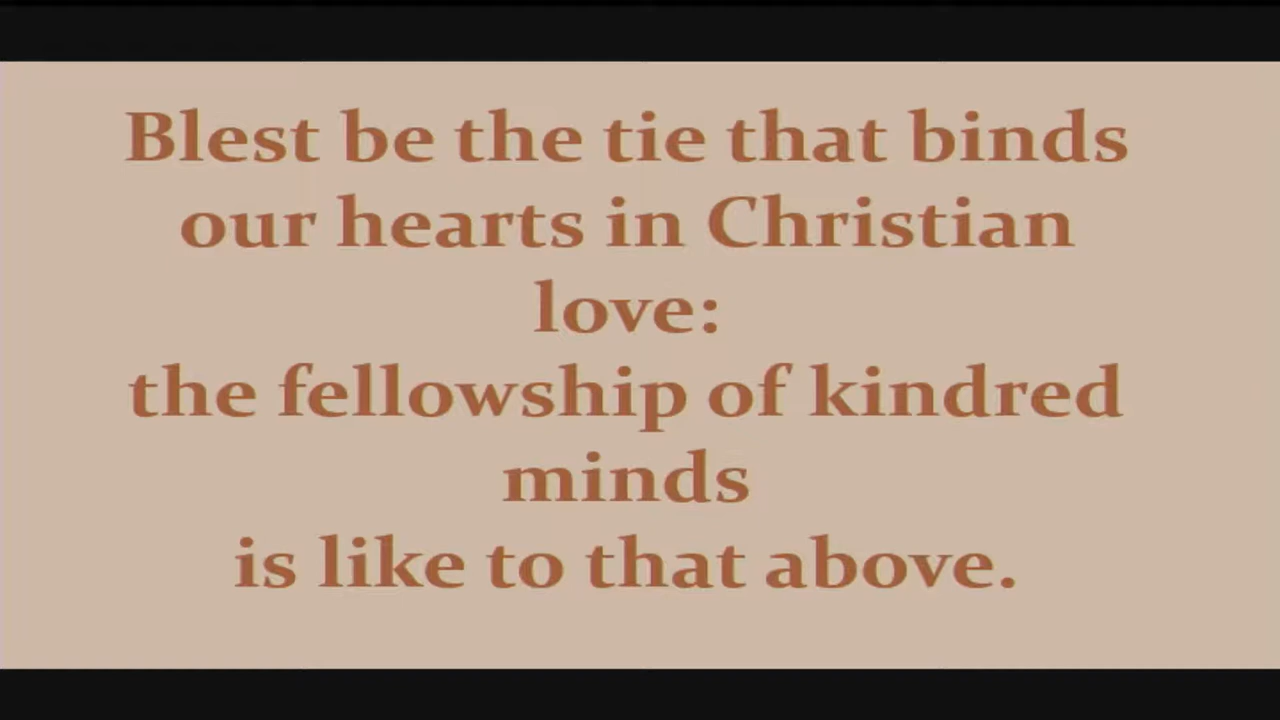 Blest be the tie that binds
our hearts in Christian
love:
the fellowship of kindred
minds
is like to that above.